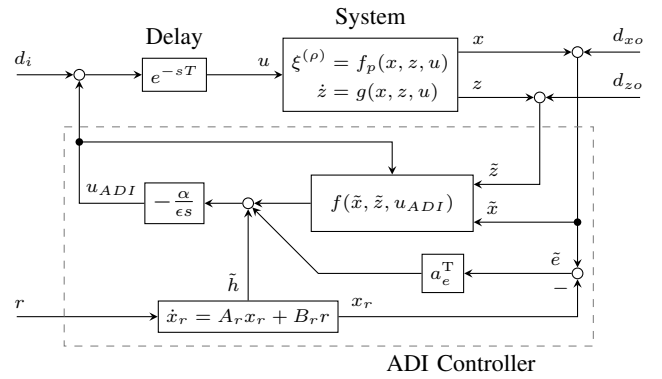 System
Delay
d_i
e^{-sT}
u
ξ^{(ρ)} = f_p(x, z, u)
ż = g(x, z, u)
x
d_{xo}
z
d_{zo}
z̃
u_{ADI}
-α/ϵs
f(x̃, z̃, u_{ADI})
x̃
h̃
a_e^T
ẽ
−
r
ẋ_r = A_r x_r + B_r r
x_r
ADI Controller